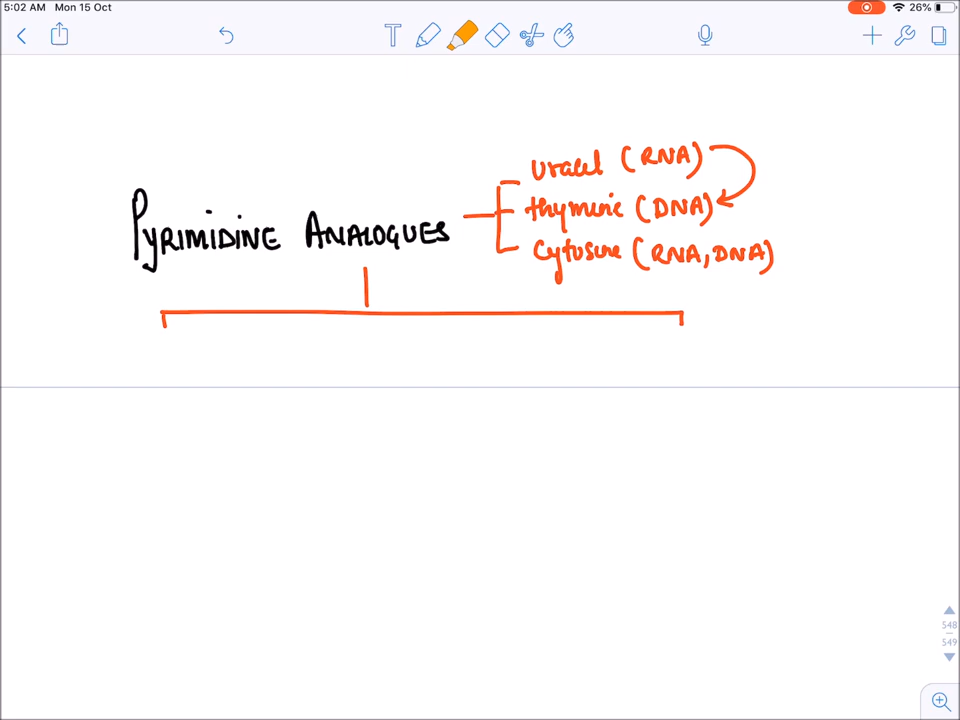 5:02 AM Mon 15 Oct 26%
T
Uracil (RNA)
PYRIMIDINE ANALOGUES
thymine (DNA)
Cytosine (RNA, DNA)
548
549